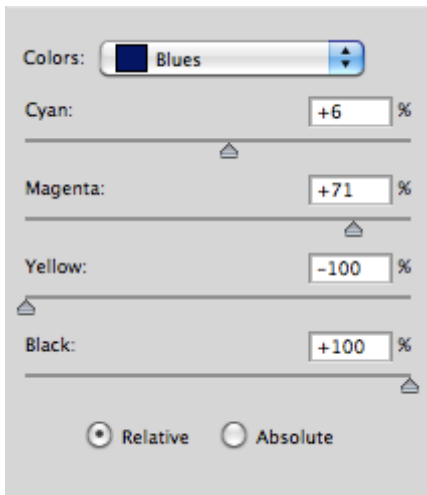 Colors: Blues
Cyan: +6 %
Magenta: +71 %
Yellow: -100 %
Black: +100 %
Relative Absolute